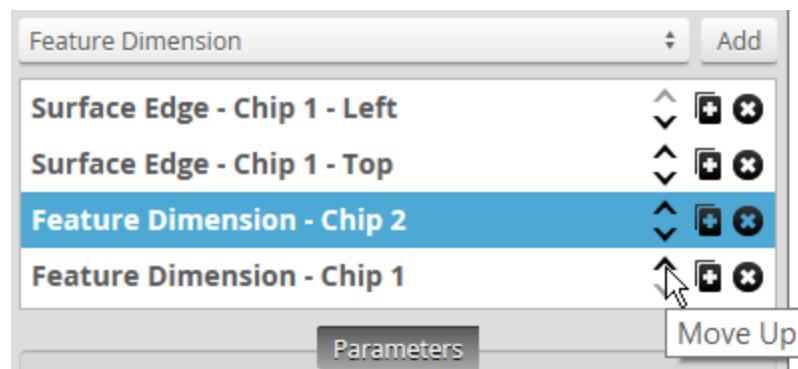 Feature Dimension Add
Surface Edge - Chip 1 - Left
Surface Edge - Chip 1 - Top
Feature Dimension - Chip 2
Feature Dimension - Chip 1
Move Up
Parameters